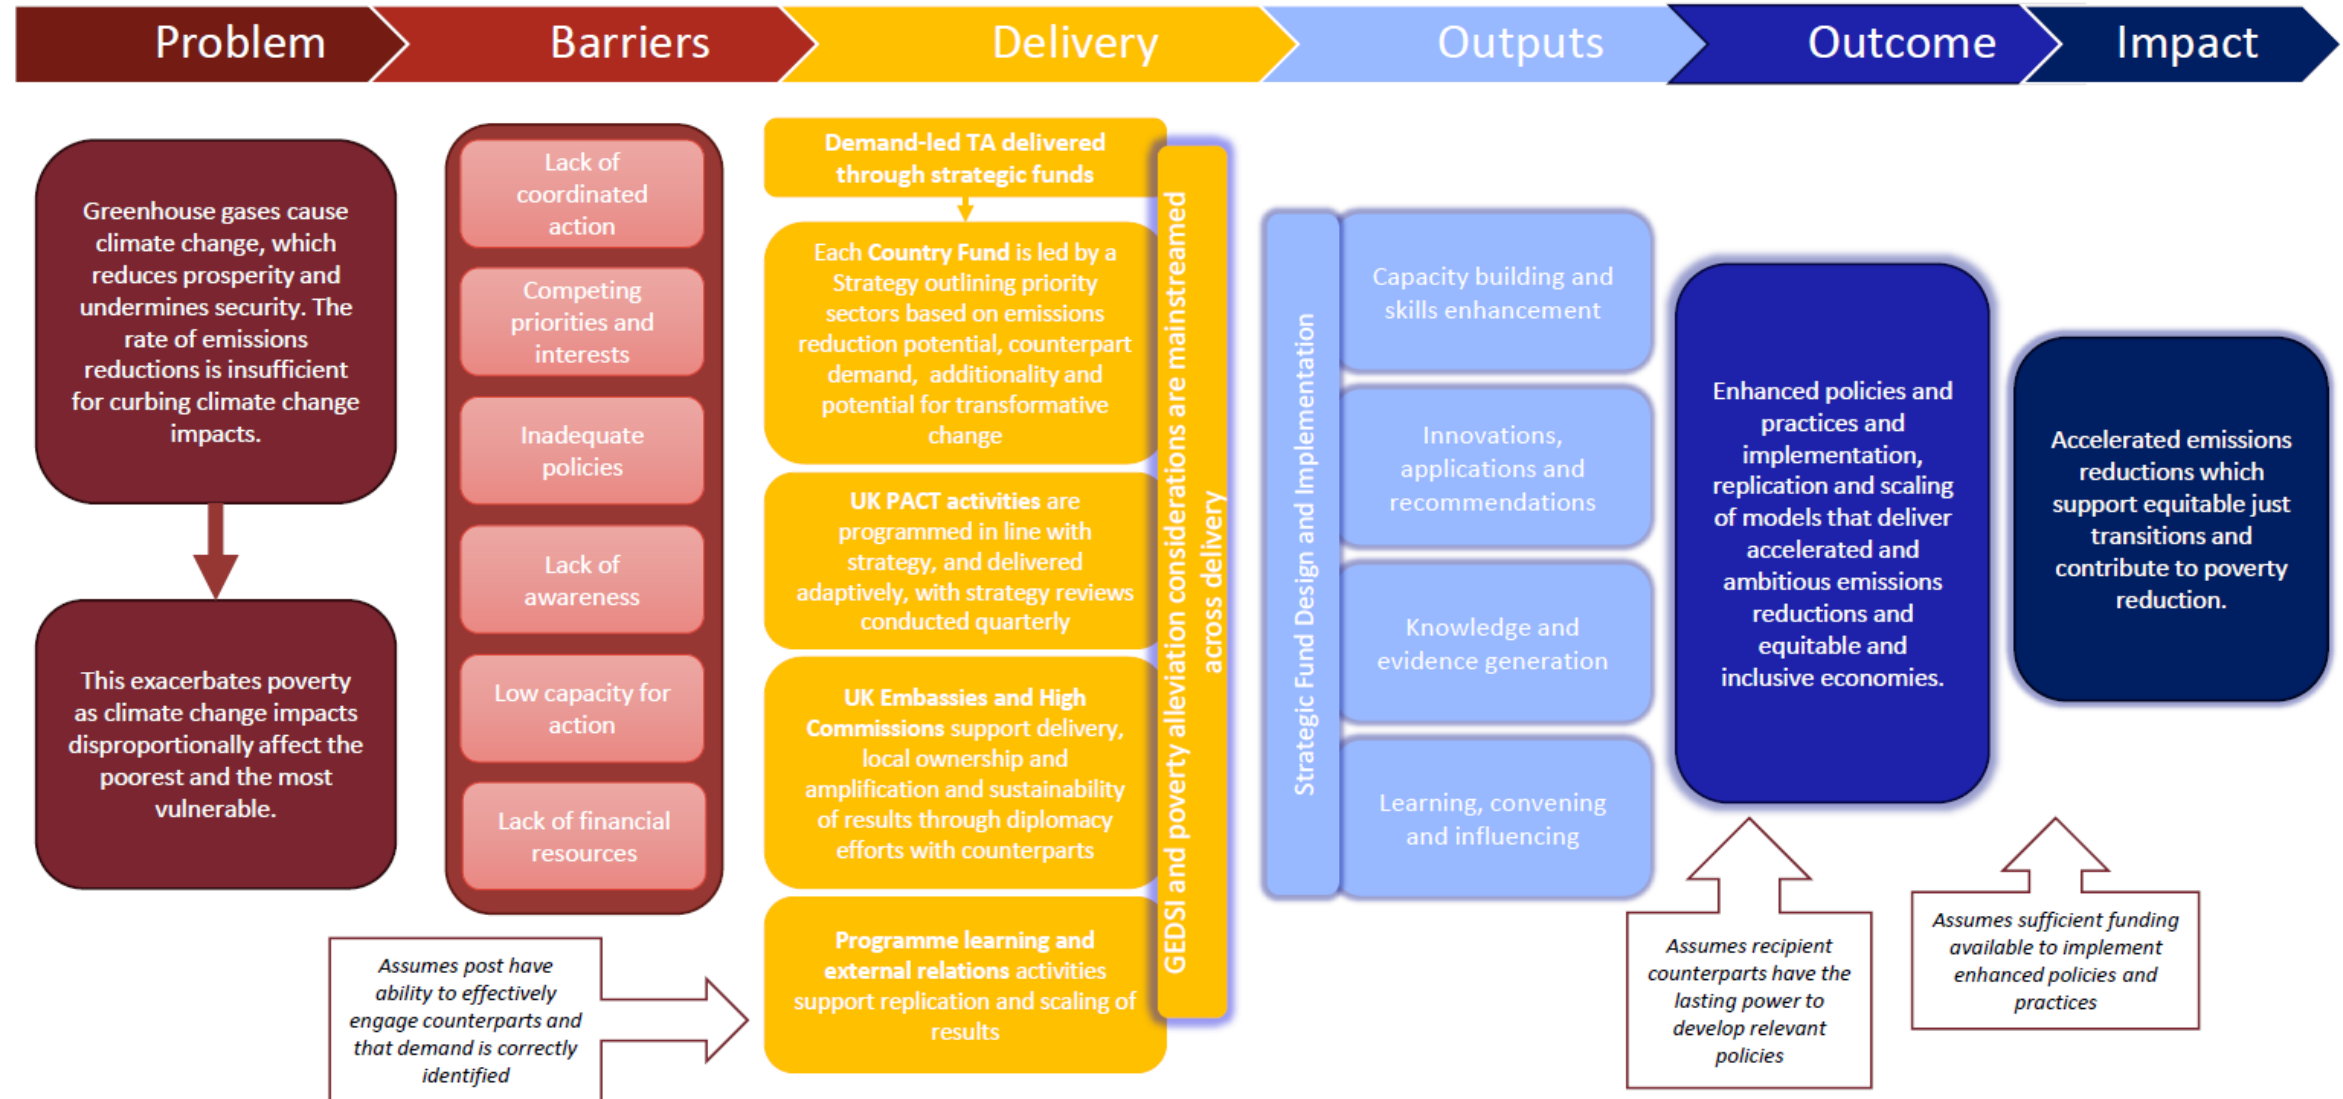 Problem
Barriers
Delivery
Outputs
Outcome
Impact
Greenhouse gases cause
climate change, which
reduces prosperity and
undermines security. The
rate of emissions
reductions is insufficient
for curbing climate change
impacts.
This exacerbates poverty
as climate change impacts
disproportionally affect the
poorest and the most
vulnerable.
Lack of
coordinated
action
Competing
priorities and
interests
Inadequate
policies
Lack of
awareness
Low capacity for
action
Lack of financial
resources
Assumes post have
ability to effectively
engage counterparts and
that demand is correctly
identified
Demand-led TA delivered
through strategic funds
Each Country Fund is led by a
Strategy outlining priority
sectors based on emissions
reduction potential, counterpart
demand, additionality and
potential for transformative
change
UK PACT activities are
programmed in line with
strategy, and delivered
adaptively, with strategy reviews
conducted quarterly
UK Embassies and High
Commissions support delivery,
local ownership and
amplification and sustainability
of results through diplomacy
efforts with counterparts
Programme learning and
external relations activities
support replication and scaling of
results
GEDSI and poverty alleviation considerations are mainstreamed
across delivery
Strategic Fund Design and Implementation
Capacity building and
skills enhancement
Innovations,
applications and
recommendations
Knowledge and
evidence generation
Learning, convening
and influencing
Enhanced policies and
practices and
implementation,
replication and scaling
of models that deliver
accelerated and
ambitious emissions
reductions and
equitable and
inclusive economies.
Assumes recipient
counterparts have the
lasting power to
develop relevant
policies
Accelerated emissions
reductions which
support equitable just
transitions and
contribute to poverty
reduction.
Assumes sufficient funding
available to implement
enhanced policies and
practices